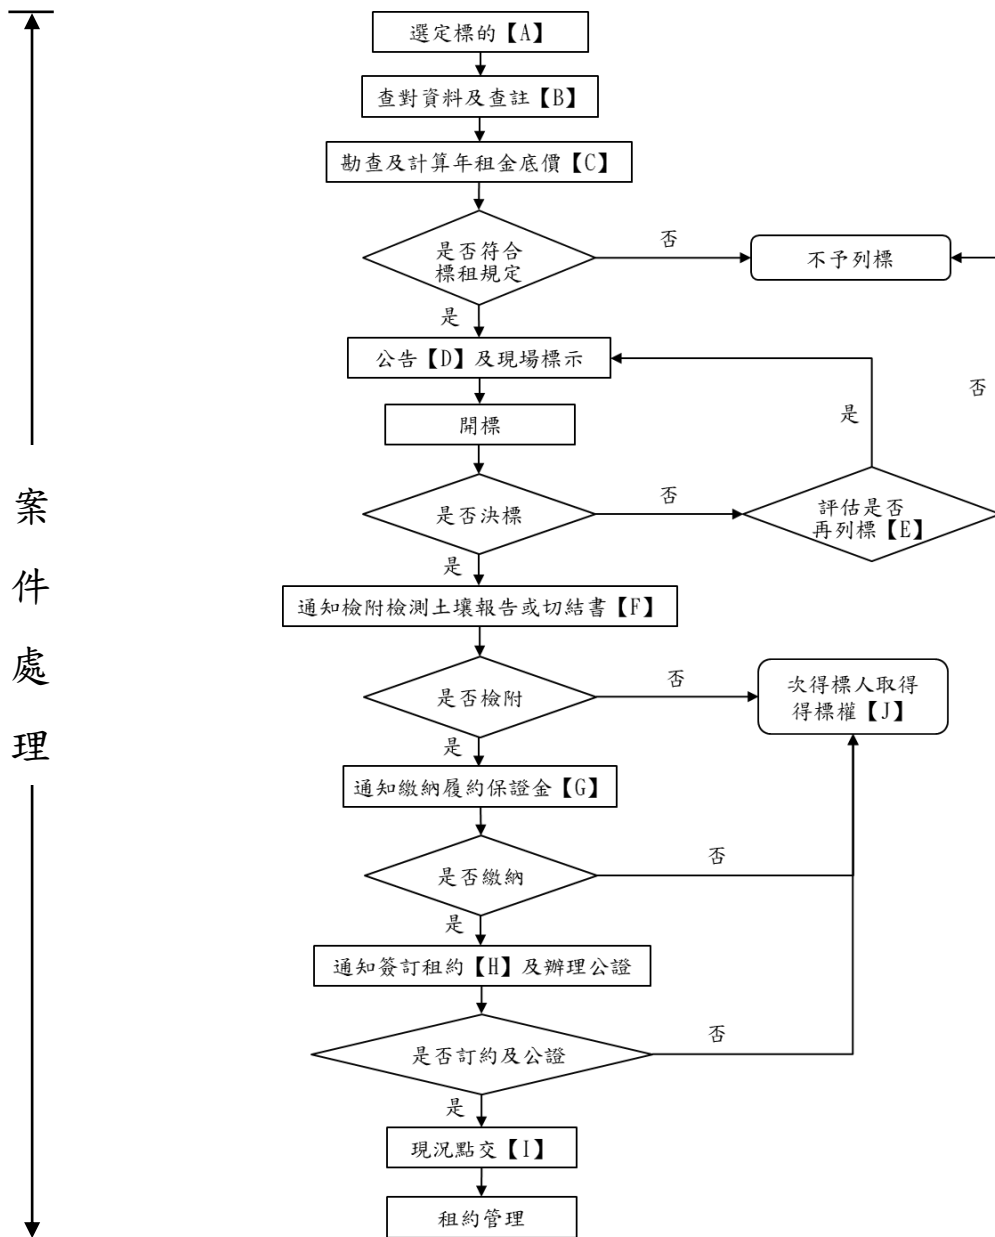 選定標的【A】
查對資料及查註【B】
勘查及計算年租金底價【C】
是否符合
標租規定
否
不予列標
是
公告【D】及現場標示
否
是
開標
案件處理
是否決標
否
評估是否
再列標【E】
是
通知檢附檢測土壤報告或切結書【F】
是否檢附
否
次得標人取得
得標權【J】
是
通知繳納履約保證金【G】
是否繳納
否
是
通知簽訂租約【H】及辦理公證
是否訂約及公證
否
是
現況點交【I】
租約管理